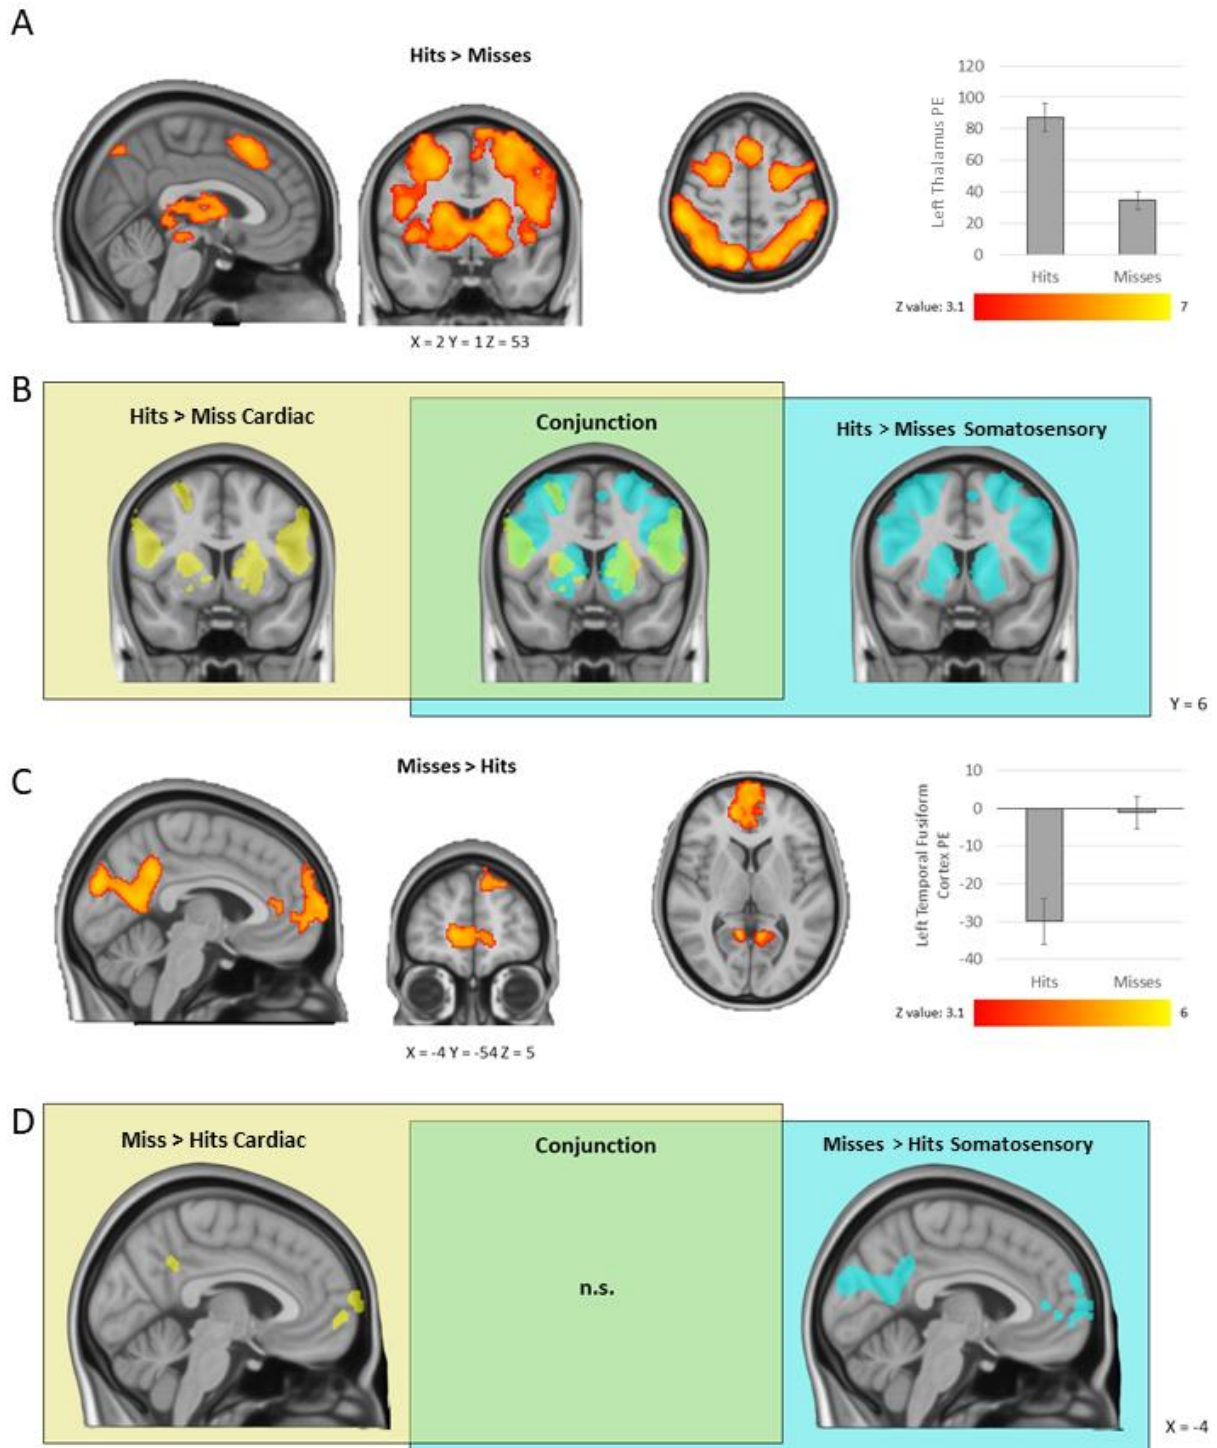 A
Hits > Misses
120
100
80
60
40
20
0
Left Thalamus PE
Hits Misses
Z value: 3.1 7
X = 2 Y = 1 Z = 53
B
Hits > Miss Cardiac
Conjunction
Hits > Misses Somatosensory
Y = 6
C
Misses > Hits
10
0
-10
-20
-30
-40
Left Temporal Fusiform
Cortex PE
Hits Misses
Z value: 3.1 6
X = -4 Y = -54 Z = 5
D
Miss > Hits Cardiac
Conjunction
Misses > Hits Somatosensory
n.s.
X = -4